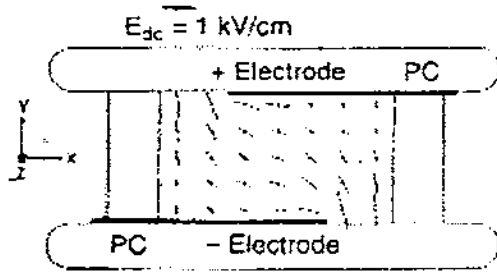 E_dc = 1 kV/cm
+ Electrode PC
Y
x
Z
PC − Electrode